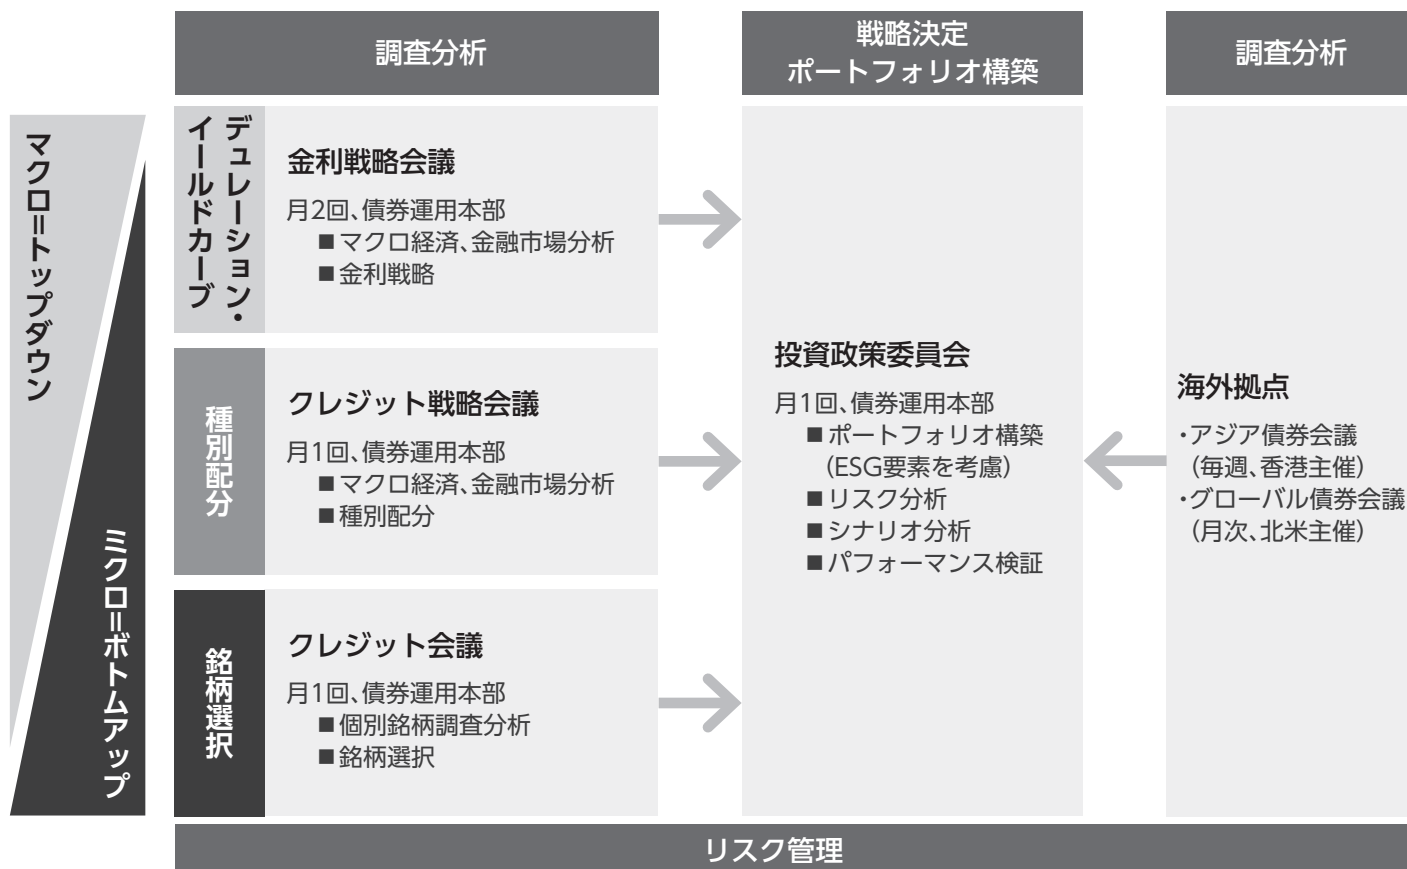 調査分析
戦略決定
ポートフォリオ構築
調査分析
マクロ=トップダウン
ミクロ=ボトムアップ
デュレーション・
イールドカーブ
金利戦略会議
月2回、債券運用本部
■マクロ経済、金融市場分析
■金利戦略
種別配分
クレジット戦略会議
月1回、債券運用本部
■マクロ経済、金融市場分析
■種別配分
銘柄選択
クレジット会議
月1回、債券運用本部
■個別銘柄調査分析
■銘柄選択
投資政策委員会
月1回、債券運用本部
■ポートフォリオ構築
(ESG要素を考慮)
■リスク分析
■シナリオ分析
■パフォーマンス検証
海外拠点
・アジア債券会議
(毎週、香港主催)
・グローバル債券会議
(月次、北米主催)
リスク管理